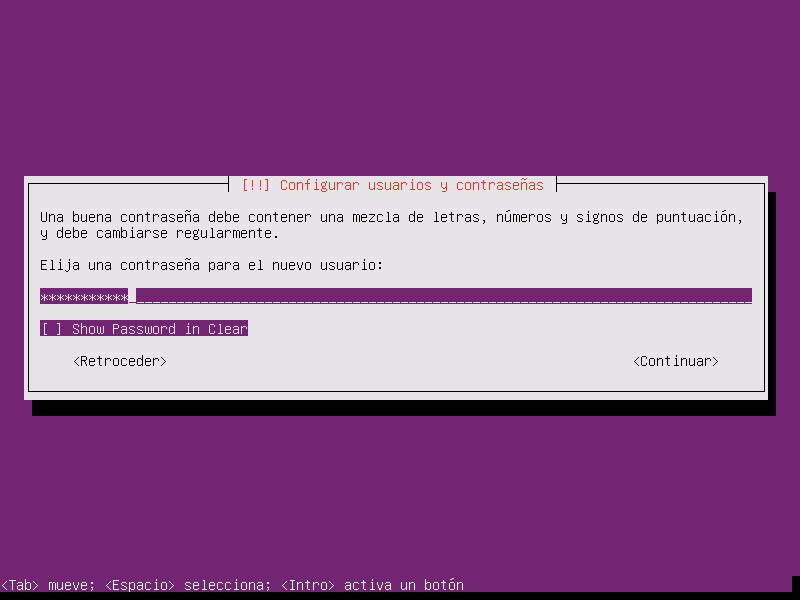 [!!] Configurar usuarios y contraseñas
Una buena contraseña debe contener una mezcla de letras, números y signos de puntuación,
y debe cambiarse regularmente.
Elija una contraseña para el nuevo usuario:
***********
[ ] Show Password in Clear
<Retroceder> <Continuar>
<Tab> mueve; <Espacio> selecciona; <Intro> activa un botón